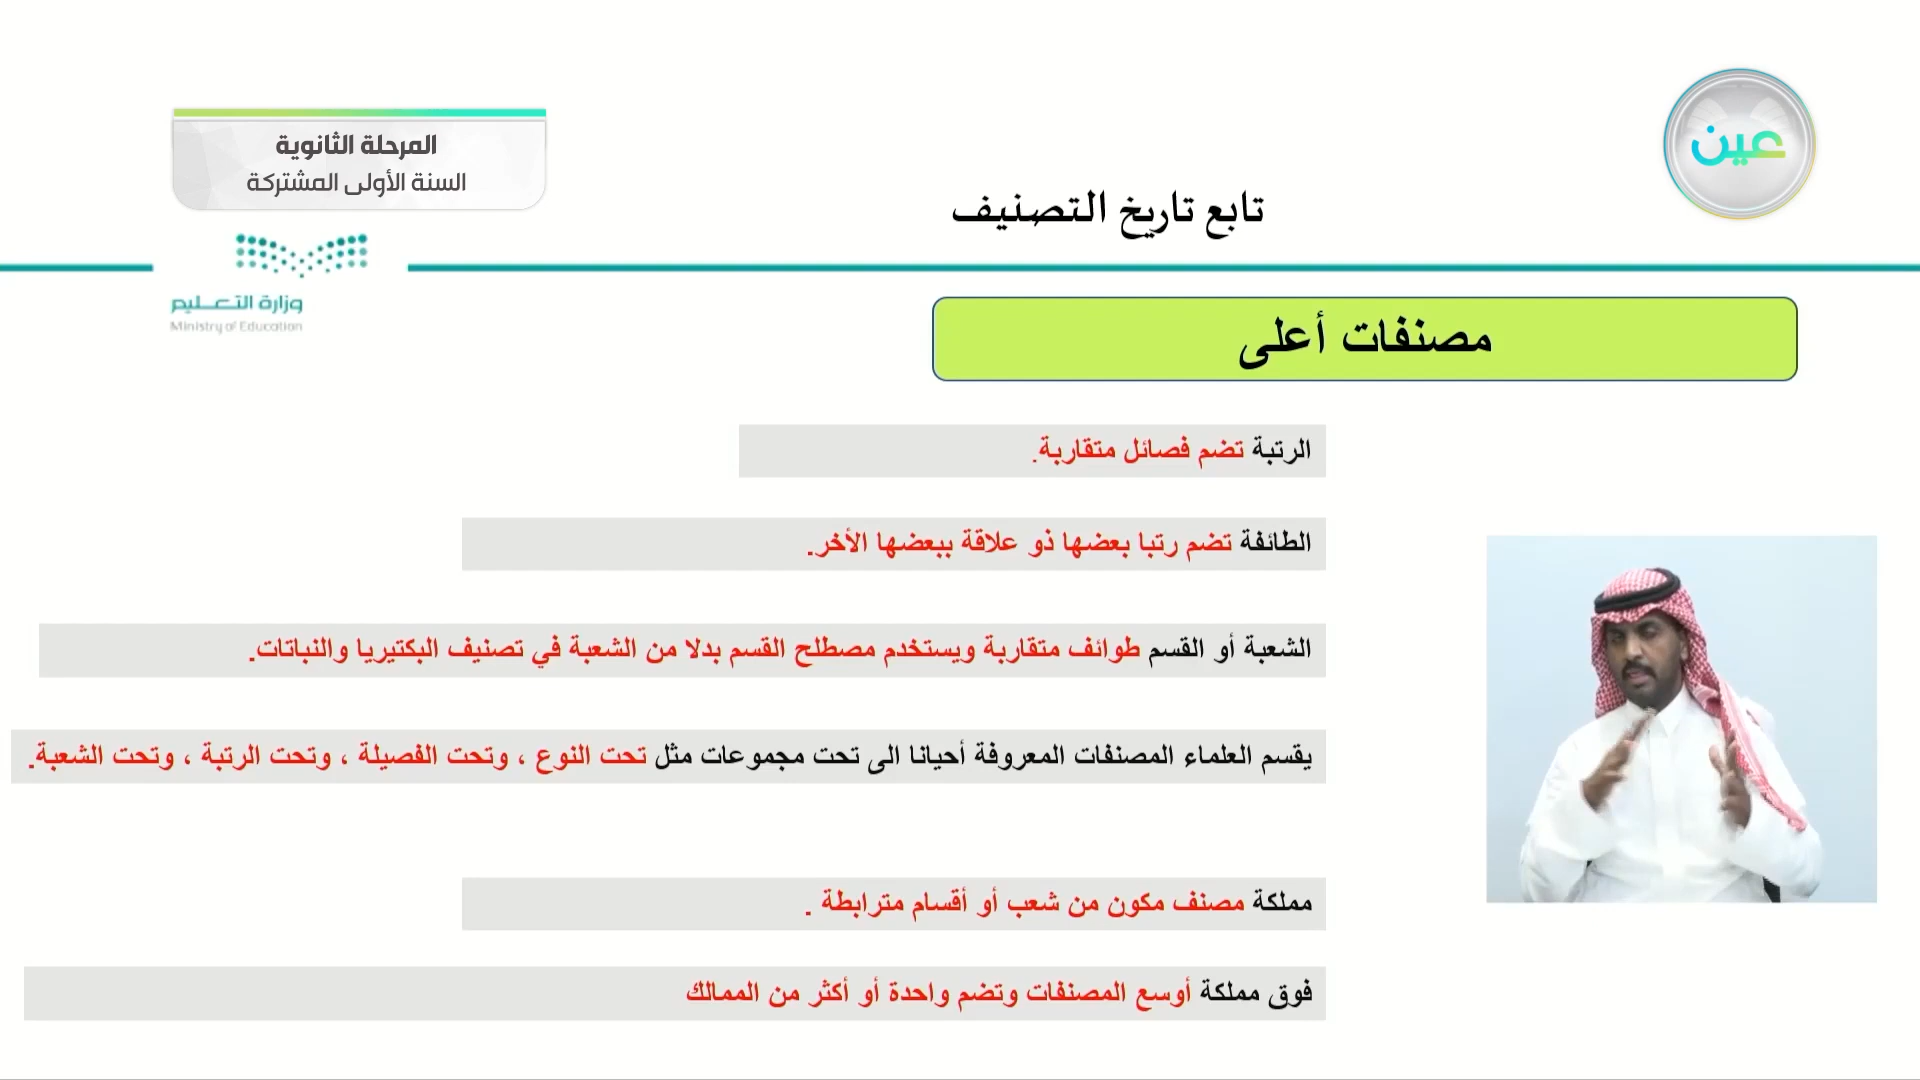 عين
المرحلة الثانوية
السنة الأولى المشتركة
تابع تاريخ التصنيف
وزارة التعليم
Ministry of Education
مصنفات أعلى
الرتبة تضم فصائل متقاربة.
الطائفة تضم رتبا بعضها ذو علاقة ببعضها الأخر.
الشعبة أو القسم طوائف متقاربة ويستخدم مصطلح القسم بدلا من الشعبة في تصنيف البكتيريا والنباتات.
يقسم العلماء المصنفات المعروفة أحيانا الى تحت مجموعات مثل تحت النوع ، وتحت الفصيلة ، وتحت الرتبة ، وتحت الشعبة.
مملكة مصنف مكون من شعب أو أقسام مترابطة .
فوق مملكة أوسع المصنفات وتضم واحدة أو أكثر من الممالك